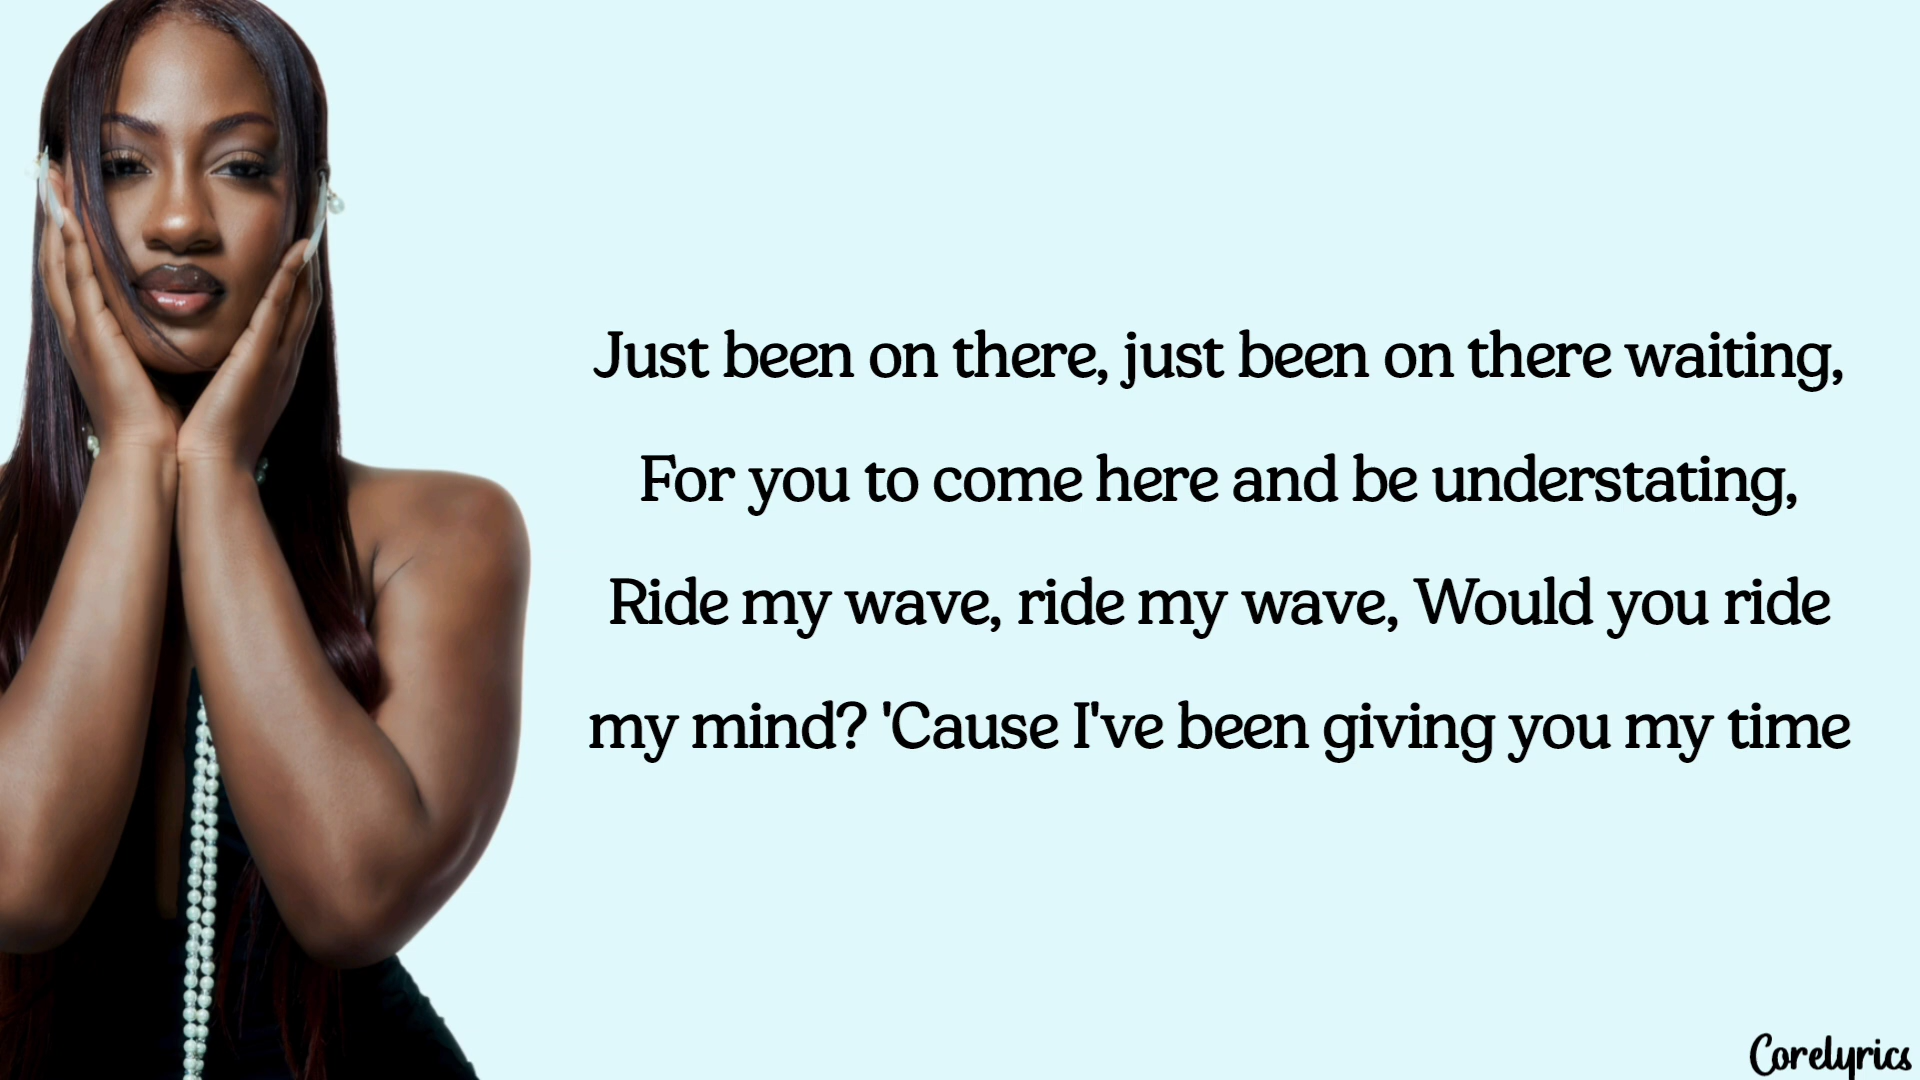 Just been on there, just been on there waiting,
For you to come here and be understating,
Ride my wave, ride my wave, Would you ride
my mind? 'Cause I've been giving you my time
Corelyrics